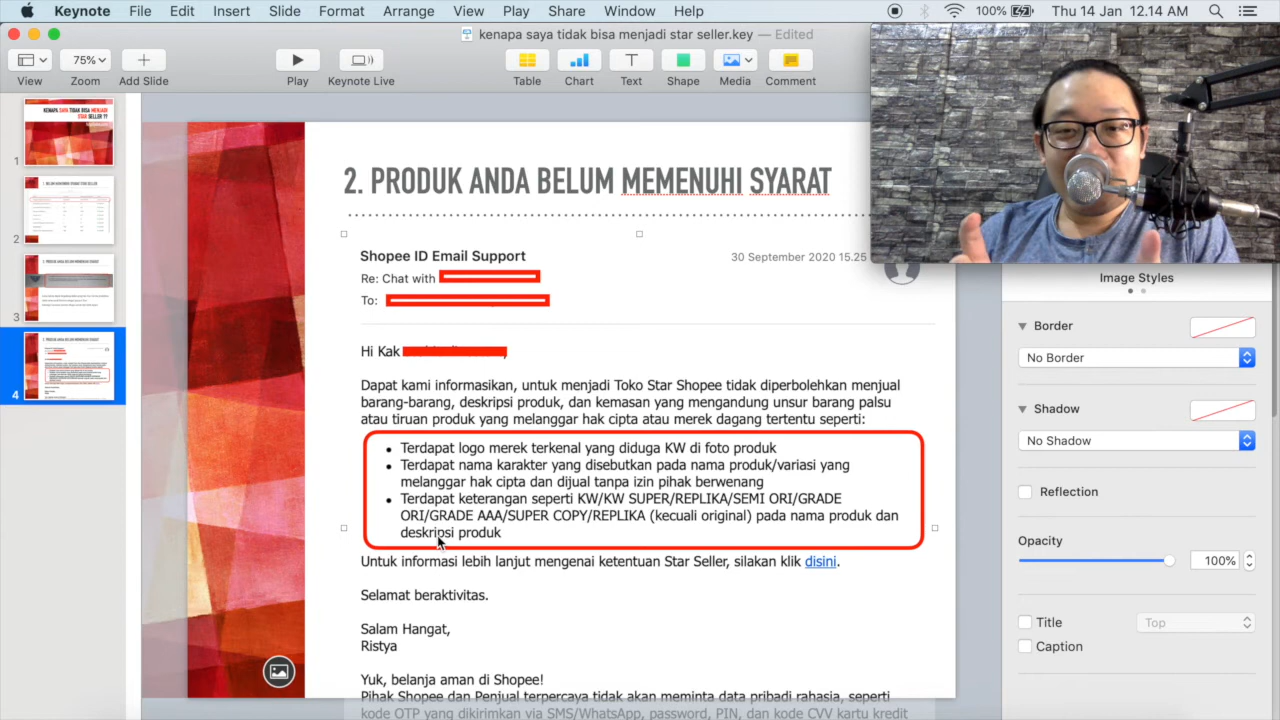 Keynote File Edit Insert Slide Format Arrange View Play Share Window Help 100% Thu 14 Jan 12.14 AM
kenapa saya tidak bisa menjadi star seller.key — Edited
75%
View Zoom Add Slide Play Keynote Live Table Chart Text Shape Media Comment
KENAPA SAYA TIDAK BISA MENJADI
STAR SELLER ??
1
2
3
4
2. PRODUK ANDA BELUM MEMENUHI SYARAT
Shopee ID Email Support
30 September 2020 15.25
Re: Chat with
To:
Hi Kak
Dapat kami informasikan, untuk menjadi Toko Star Shopee tidak diperbolehkan menjual
barang-barang, deskripsi produk, dan kemasan yang mengandung unsur barang palsu
atau tiruan produk yang melanggar hak cipta atau merek dagang tertentu seperti:
• Terdapat logo merek terkenal yang diduga KW di foto produk
• Terdapat nama karakter yang disebutkan pada nama produk/variasi yang
melanggar hak cipta dan dijual tanpa izin pihak berwenang
• Terdapat keterangan seperti KW/KW SUPER/REPLIKA/SEMI ORI/GRADE
ORI/GRADE AAA/SUPER COPY/REPLIKA (kecuali original) pada nama produk dan
deskripsi produk
Untuk informasi lebih lanjut mengenai ketentuan Star Seller, silakan klik disini.
Selamat beraktivitas.
Salam Hangat,
Ristya
Yuk, belanja aman di Shopee!
Pihak Shopee dan Penjual terpercaya tidak akan meminta data pribadi rahasia, seperti
kode OTP yang dikirimkan via SMS/WhatsApp, password, PIN, dan kode CVV kartu kredit
Image Styles
Border
No Border
Shadow
No Shadow
Reflection
Opacity
100%
Title Top
Caption